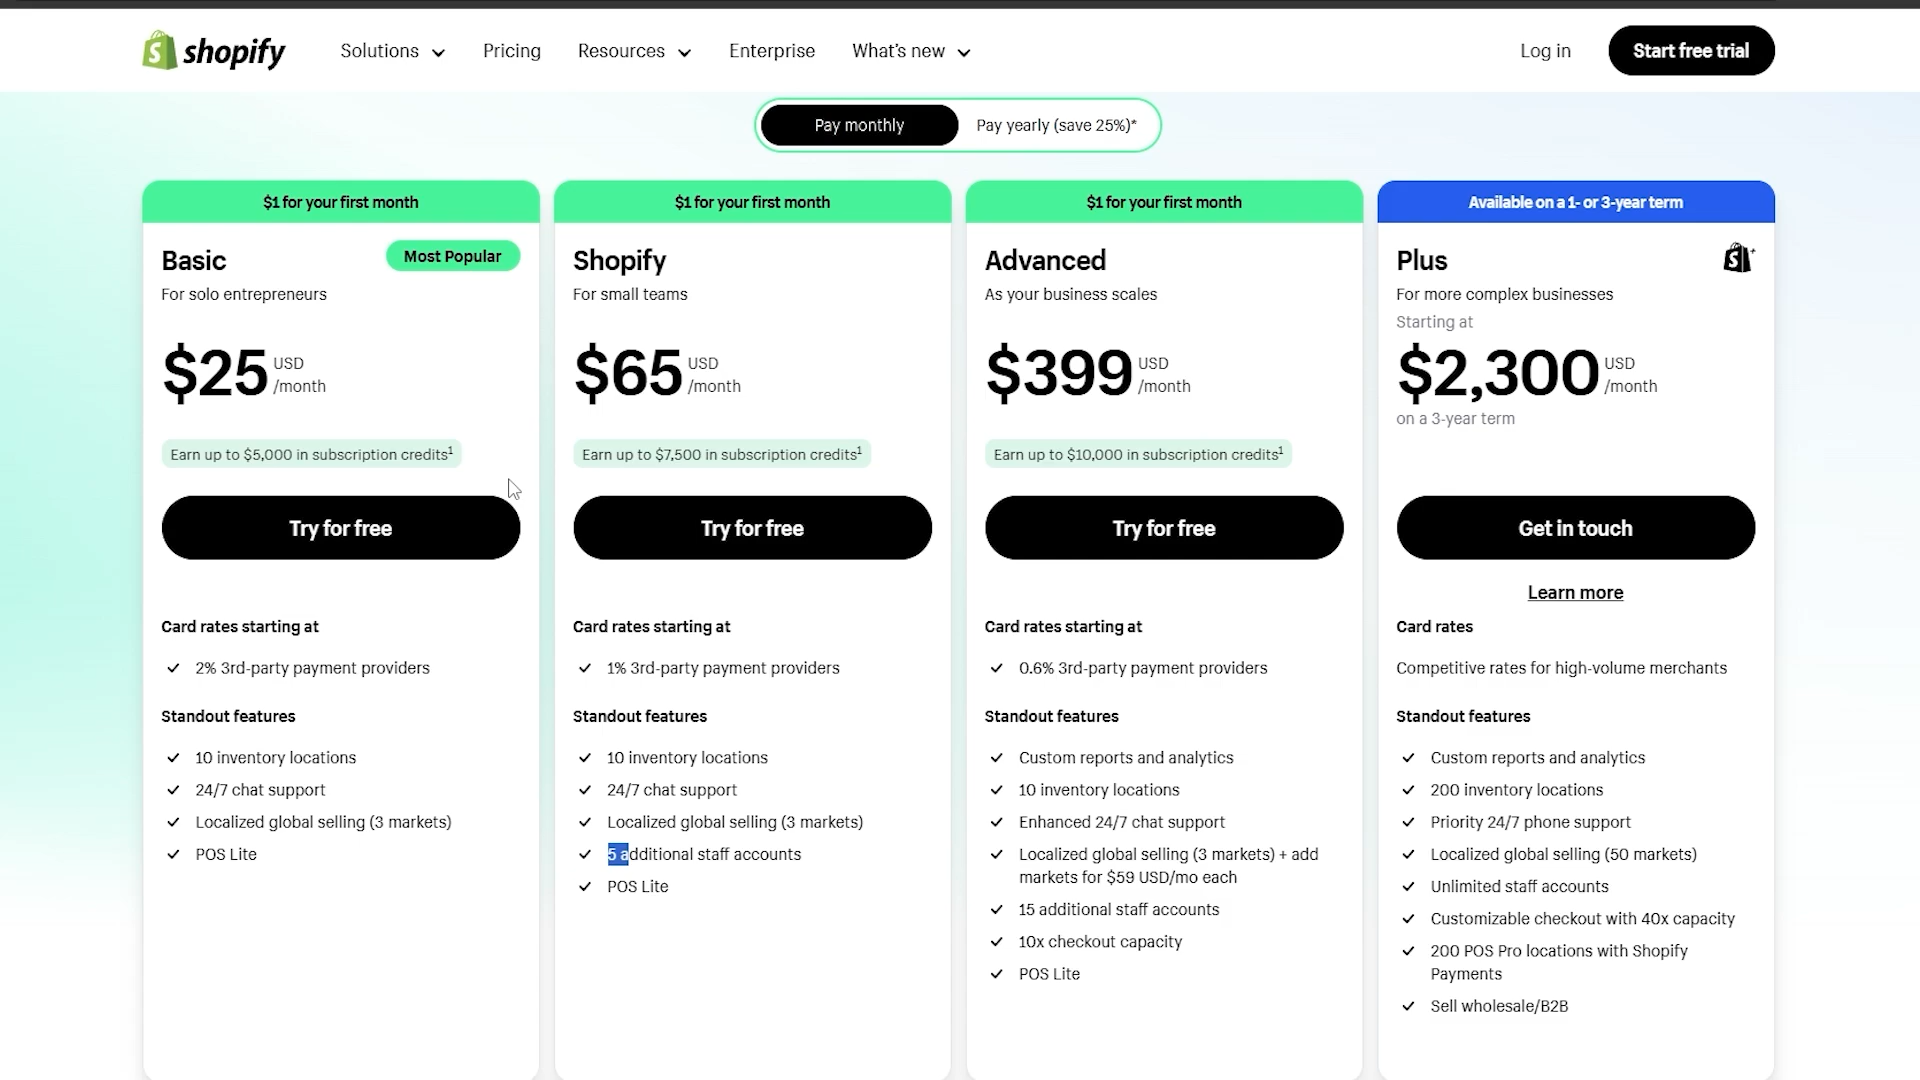 shopify
Solutions
Pricing
Resources
Enterprise
What's new
Log in
Start free trial
Pay monthly
Pay yearly (save 25%)*
$1 for your first month
Basic
Most Popular
For solo entrepreneurs
$25 USD
/month
Earn up to $5,000 in subscription credits¹
Try for free
Card rates starting at
2% 3rd-party payment providers
Standout features
10 inventory locations
24/7 chat support
Localized global selling (3 markets)
POS Lite
$1 for your first month
Shopify
For small teams
$65 USD
/month
Earn up to $7,500 in subscription credits¹
Try for free
Card rates starting at
1% 3rd-party payment providers
Standout features
10 inventory locations
24/7 chat support
Localized global selling (3 markets)
5 additional staff accounts
POS Lite
$1 for your first month
Advanced
As your business scales
$399 USD
/month
Earn up to $10,000 in subscription credits¹
Try for free
Card rates starting at
0.6% 3rd-party payment providers
Standout features
Custom reports and analytics
10 inventory locations
Enhanced 24/7 chat support
Localized global selling (3 markets) + add
markets for $59 USD/mo each
15 additional staff accounts
10x checkout capacity
POS Lite
Available on a 1- or 3-year term
Plus
For more complex businesses
Starting at
$2,300 USD
/month
on a 3-year term
Get in touch
Learn more
Card rates
Competitive rates for high-volume merchants
Standout features
Custom reports and analytics
200 inventory locations
Priority 24/7 phone support
Localized global selling (50 markets)
Unlimited staff accounts
Customizable checkout with 40x capacity
200 POS Pro locations with Shopify
Payments
Sell wholesale/B2B